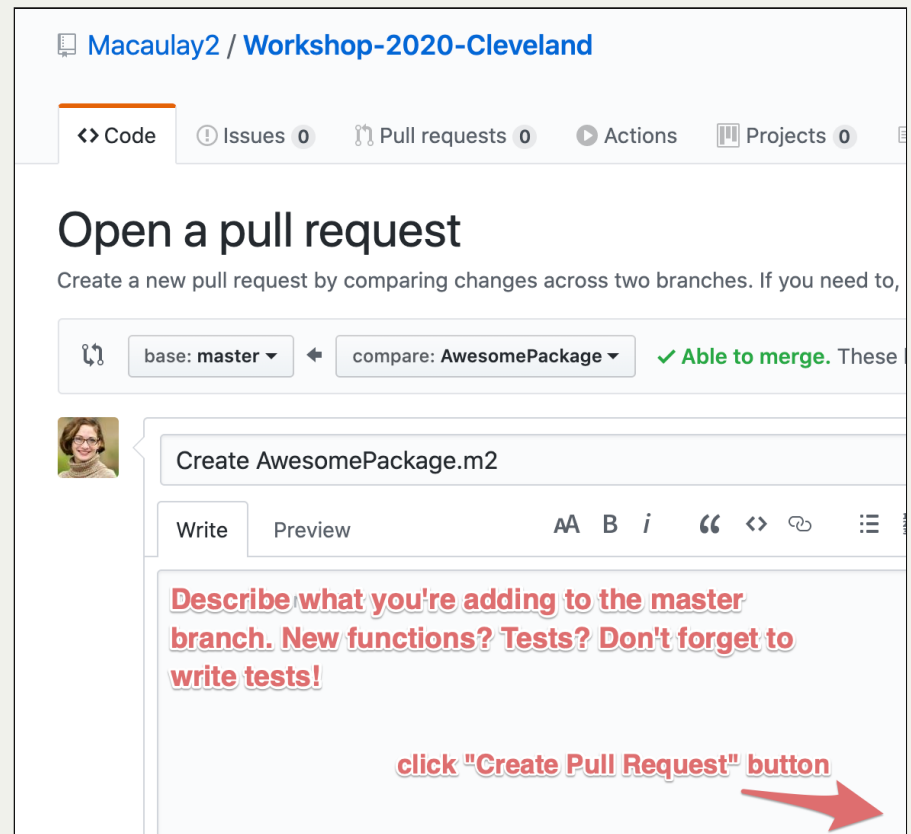 Macaulay2 / Workshop-2020-Cleveland
<> Code Issues 0 Pull requests 0 Actions Projects 0
Open a pull request
Create a new pull request by comparing changes across two branches. If you need to,
base: master compare: AwesomePackage ✓ Able to merge. These
Create AwesomePackage.m2
Write Preview AA B i “ <>
Describe what you're adding to the master
branch. New functions? Tests? Don't forget to
write tests!
click "Create Pull Request" button